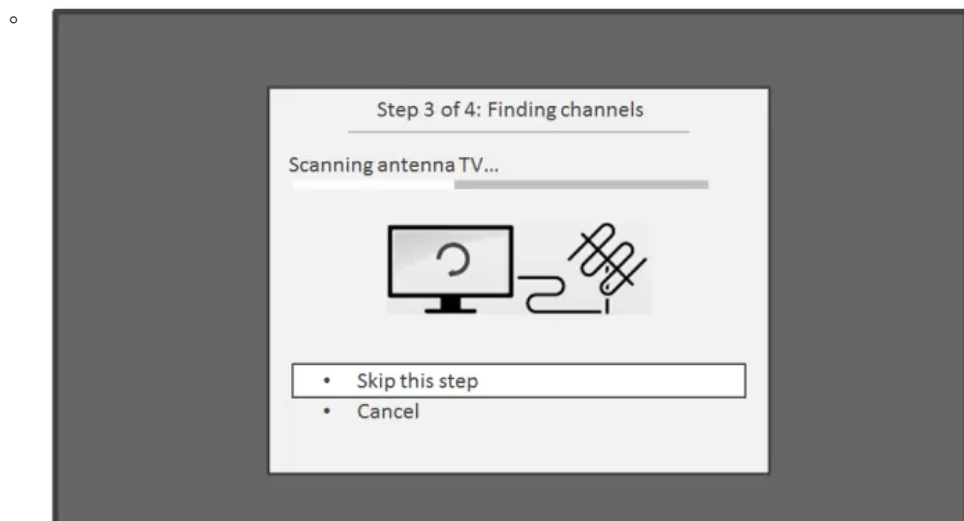 Step 3 of 4: Finding channels
Scanning antenna TV...
• Skip this step
• Cancel